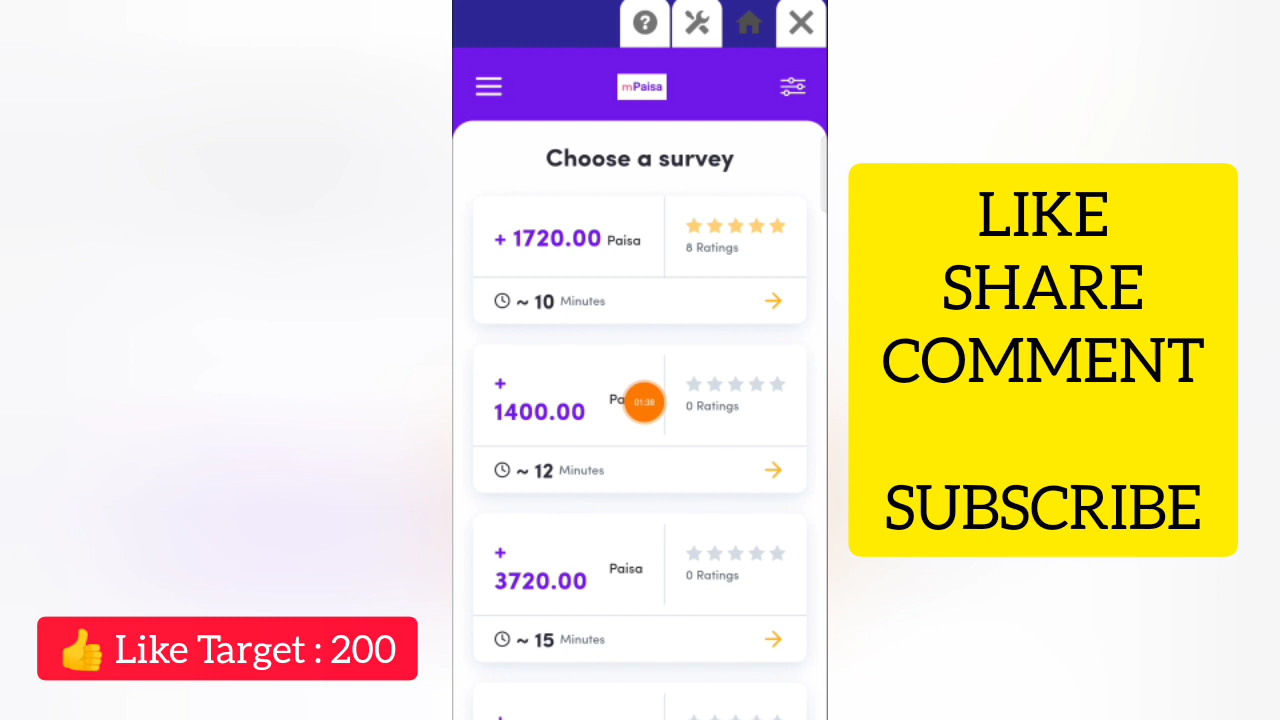 mPaisa
Choose a survey
+ 1720.00 Paisa
8 Ratings
~ 10 Minutes
+
1400.00
0 Ratings
01:38
~ 12 Minutes
+
3720.00 Paisa
0 Ratings
~ 15 Minutes
LIKE
SHARE
COMMENT
SUBSCRIBE
👍 Like Target : 200